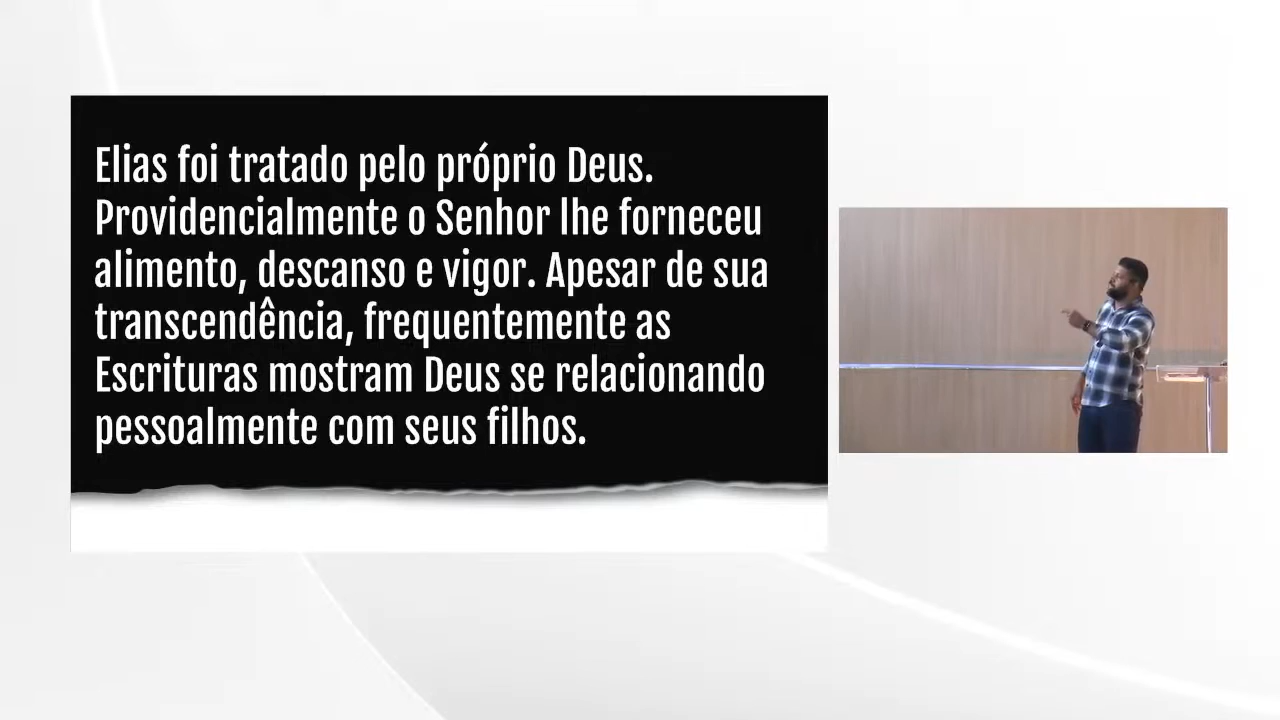 Elias foi tratado pelo próprio Deus.
Providencialmente o Senhor lhe forneceu
alimento, descanso e vigor. Apesar de sua
transcendência, frequentemente as
Escrituras mostram Deus se relacionando
pessoalmente com seus filhos.